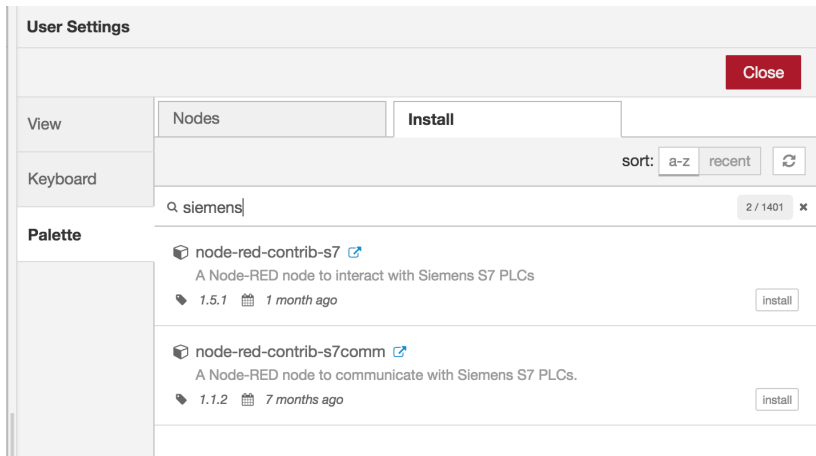 User Settings
Close
View
Keyboard
Palette
Nodes
Install
sort: a-z recent
siemens
2 / 1401 ×
node-red-contrib-s7
A Node-RED node to interact with Siemens S7 PLCs
1.5.1 1 month ago
install
node-red-contrib-s7comm
A Node-RED node to communicate with Siemens S7 PLCs.
1.1.2 7 months ago
install